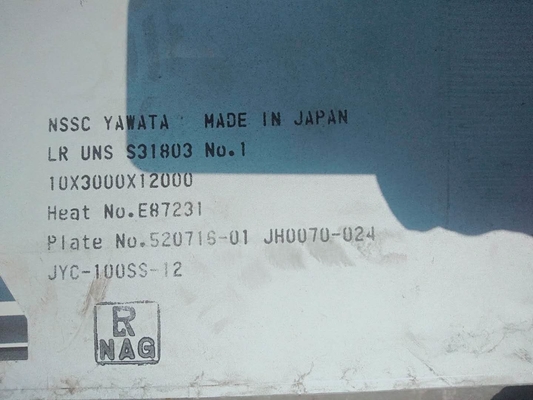 NSSC YAWATA MADE IN JAPAN
LR UNS S31803 No.1
10X3000X12000
Heat No.E87231
Plate No.520716-01 JH0070-024
JYC-100SS-12
LR
NAG